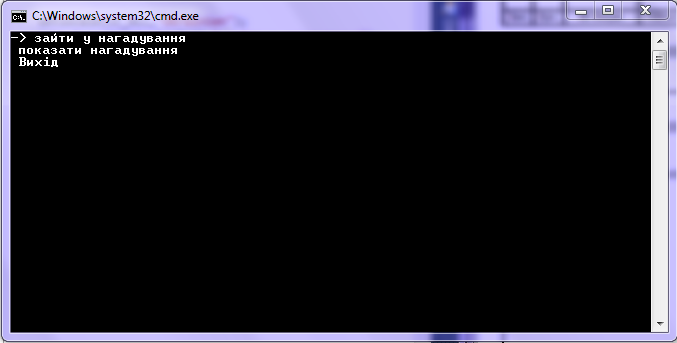 C:\Windows\system32\cmd.exe
—> зайти у нагадування
показати нагадування
Вихід